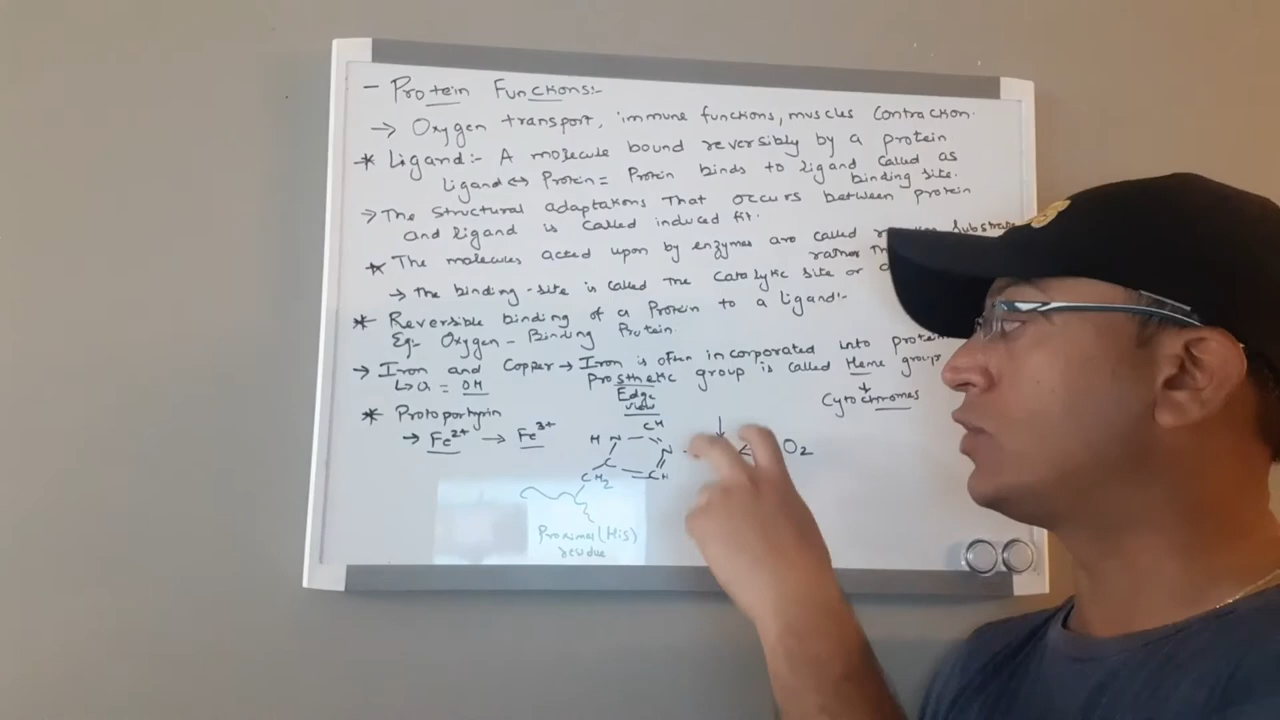 - Protein Functions:-
→ Oxygen transport, immune functions, muscles contraction.
* Ligand:- A molecule bound reversibly by a protein
Ligand ↔ Protein = Protein binds to ligand called as
binding site.
→ The structural adaptations that occurs between protein
and ligand is called induced fit.
* The molecules acted upon by enzymes are called Substrate
rather
→ The binding-site is called the catalytic site or
* Reversible binding of a Protein to a ligand:-
Eg:- Oxygen-Binding Protein.
→ Iron and Copper → Iron is often incorporated into protein
Prosthetic group is called Heme group
= OH
Edge
view
Cytochromes
* Protoporhyrin
→ Fe2+ → Fe3+
CH
H N
N
O2
C
CH2
CH
Proximal (His)
residue